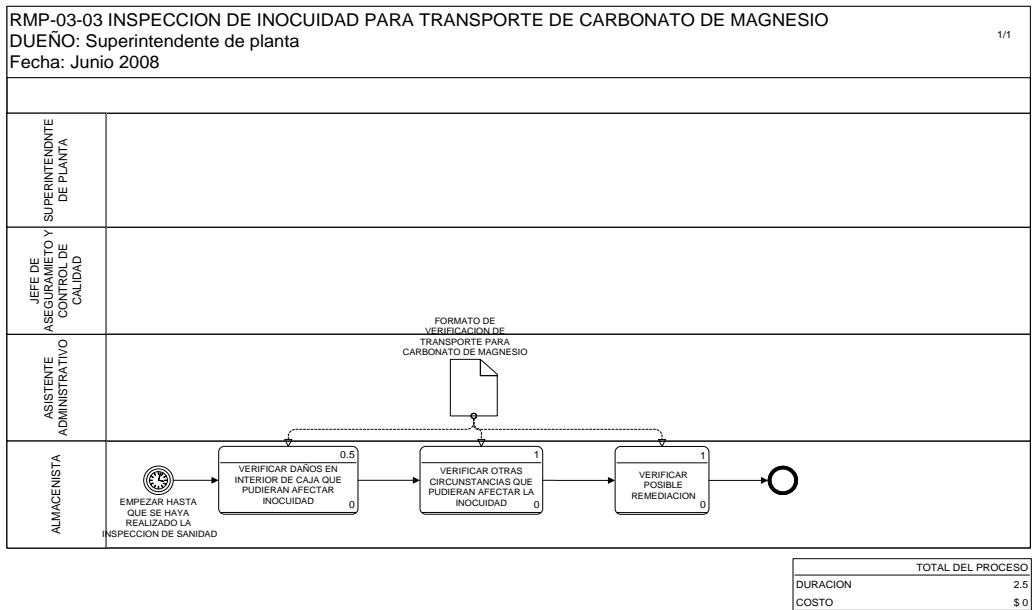 RMP-03-03 INSPECCION DE INOCUIDAD PARA TRANSPORTE DE CARBONATO DE MAGNESIO
DUEÑO: Superintendente de planta
Fecha: Junio 2008
1/1
SUPERINTENDNTE
DE PLANTA
JEFE DE
ASEGURAMIETO Y
CONTROL DE
CALIDAD
ASISTENTE
ADMINISTRATIVO
FORMATO DE
VERIFICACION DE
TRANSPORTE PARA
CARBONATO DE MAGNESIO
ALMACENISTA
EMPEZAR HASTA
QUE SE HAYA
REALIZADO LA
INSPECCION DE SANIDAD
0.5
VERIFICAR DAÑOS EN
INTERIOR DE CAJA QUE
PUDIERAN AFECTAR
INOCUIDAD
0
1
VERIFICAR OTRAS
CIRCUNSTANCIAS QUE
PUDIERAN AFECTAR LA
INOCUIDAD
0
1
VERIFICAR
POSIBLE
REMEDIACION
0
TOTAL DEL PROCESO
DURACION 2.5
COSTO $ 0